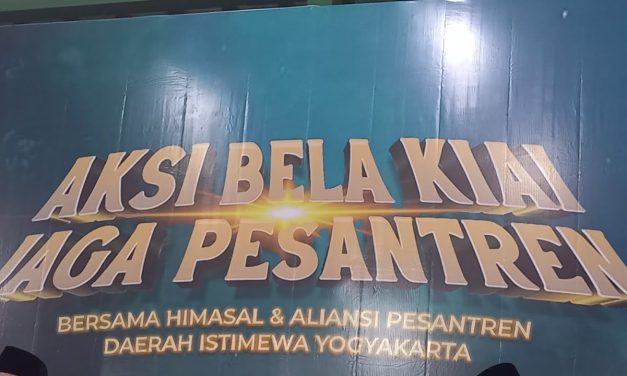 AKSI BELA KIAI
JAGA PESANTREN
BERSAMA HIMASAL & ALIANSI PESANTREN
DAERAH ISTIMEWA YOGYAKARTA